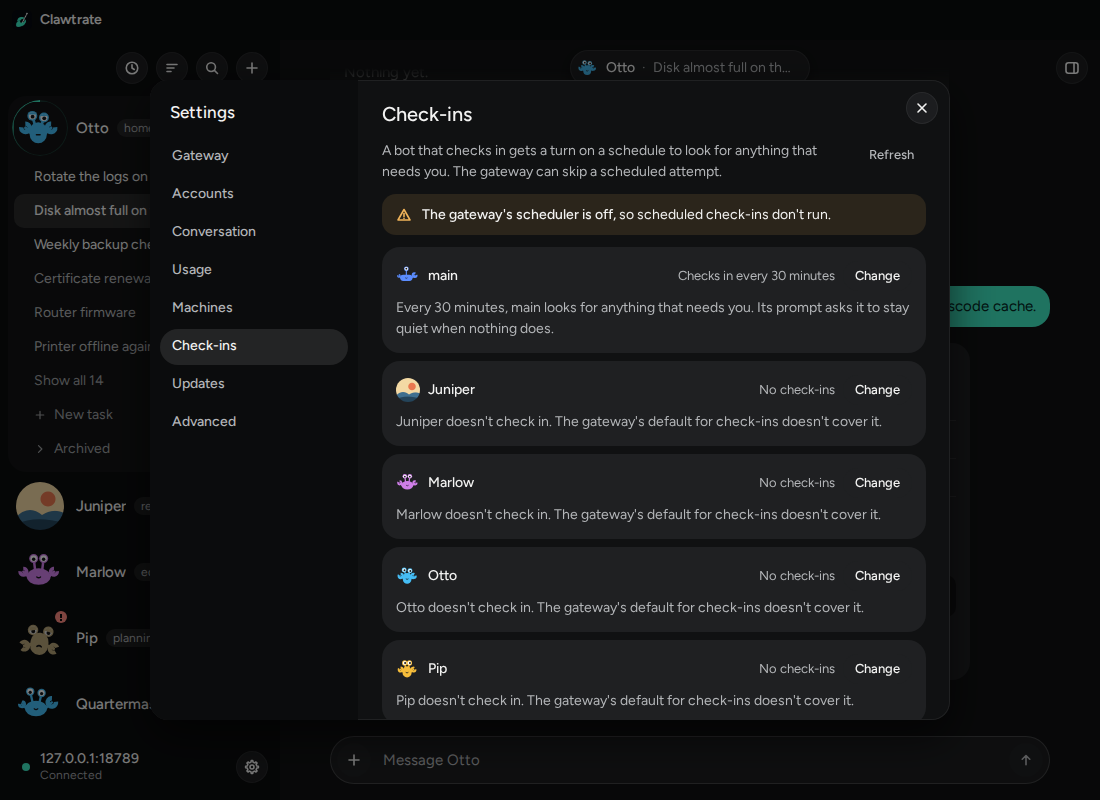 Clawtrate
Nothing yet.
Otto · Disk almost full on th...
Otto
Rotate the logs on
Disk almost full on
Weekly backup
Certificate
Router firmware
Printer offline
Show all 14
New task
Archived
Juniper
Marlow
Pip
!
127.0.0.1:18789
Connected
Settings
Gateway
Accounts
Conversation
Usage
Machines
Check-ins
Updates
Advanced
Check-ins
A bot that checks in gets a turn on a schedule to look for anything that
needs you. The gateway can skip a scheduled attempt.
Refresh
The gateway's scheduler is off, so scheduled check-ins don't run.
main
Checks in every 30 minutes
Change
Every 30 minutes, main looks for anything that needs you. Its prompt asks it to stay
quiet when nothing does.
Juniper
No check-ins
Change
Juniper doesn't check in. The gateway's default for check-ins doesn't cover it.
Marlow
No check-ins
Change
Marlow doesn't check in. The gateway's default for check-ins doesn't cover it.
Otto
No check-ins
Change
Otto doesn't check in. The gateway's default for check-ins doesn't cover it.
Pip
No check-ins
Change
Pip doesn't check in. The gateway's default for check-ins doesn't cover it.
cache.
Message Otto